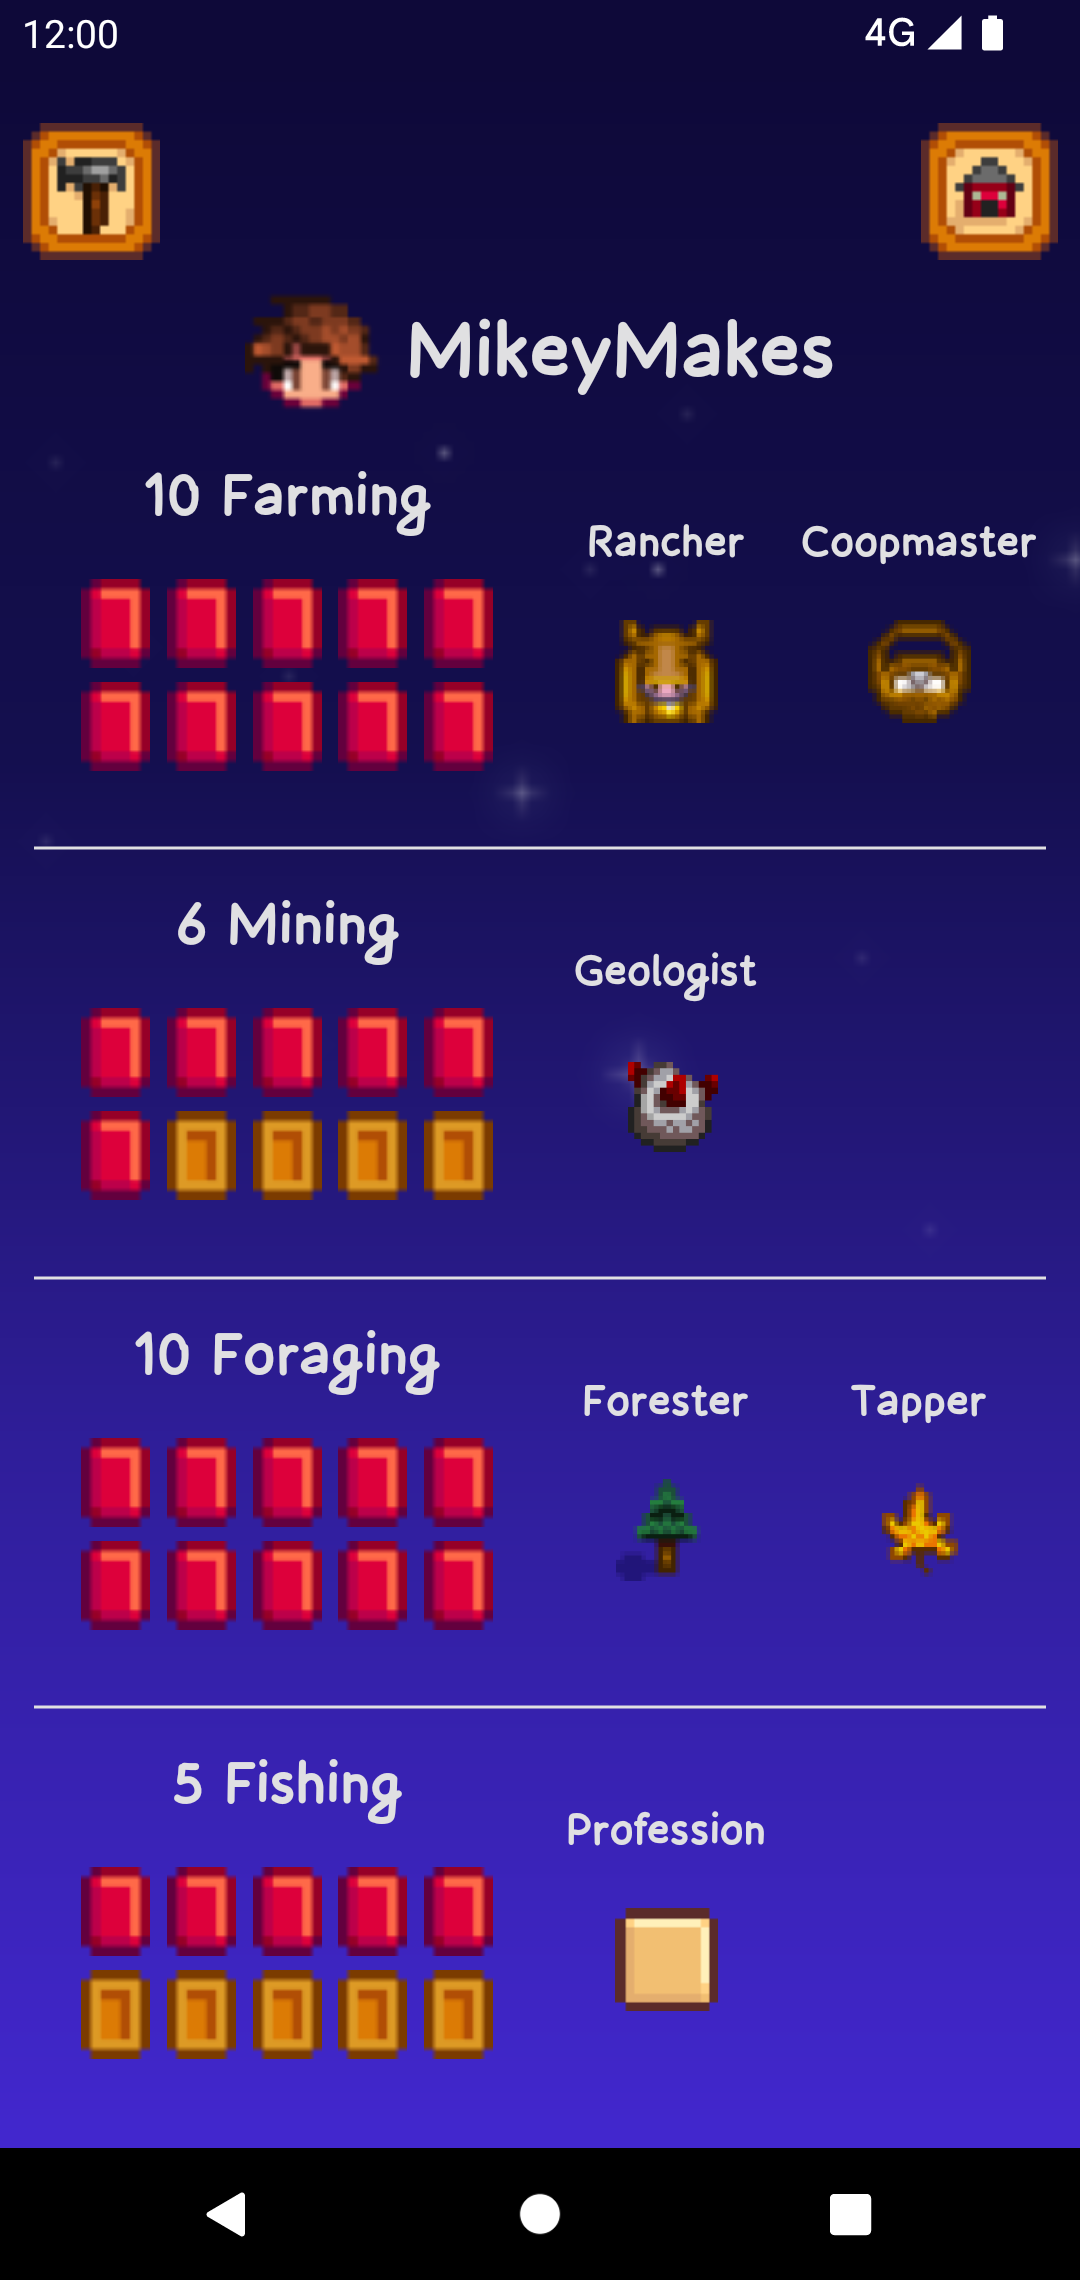 12:00
4G
MikeyMakes
10 Farming
Rancher
Coopmaster
6 Mining
Geologist
10 Foraging
Forester
Tapper
5 Fishing
Profession